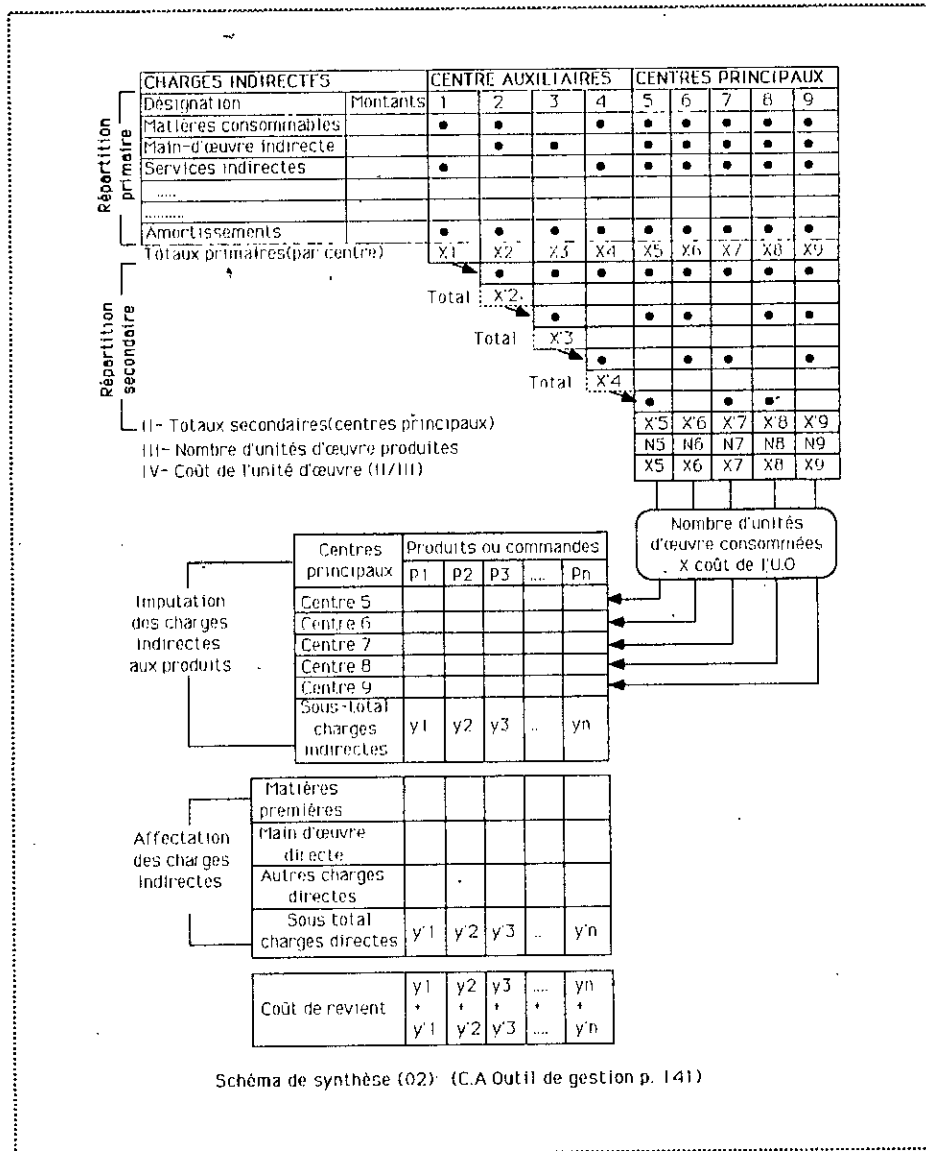 CHARGES INDIRECTES CENTRE AUXILIAIRES CENTRES PRINCIPAUX
Désignation Montants 1 2 3 4 5 6 7 8 9
Matières consommables
Main-d'œuvre indirecte
Services indirectes
.....
..........
Amortissements
Totaux primaires(par centre) X1 X2 X3 X4 X5 X6 X7 X8 X9
Répartition
primaire
Total X'2
Total X'3
Total X'4
Répartition
secondaire
II- Totaux secondaires(centres principaux) X'5 X'6 X'7 X'8 X'9
III- Nombre d'unités d'œuvre produites N5 N6 N7 N8 N9
IV- Coût de l'unité d'œuvre (II/III) X5 X6 X7 X8 X9
Nombre d'unités
d'œuvre consommées
X coût de l'U.O
Centres
principaux
Produits ou commandes
P1 P2 P3 .... Pn
Imputation
des charges
indirectes
aux produits
Centre 5
Centre 6
Centre 7
Centre 8
Centre 9
Sous-total
charges
indirectes
y1 y2 y3 .. yn
Affectation
des charges
indirectes
Matières
premières
Main d'œuvre
directe
Autres charges
directes
Sous total
charges directes
y'1 y'2 y'3 .. y'n
Coût de revient
y1 y2 y3 .... yn
+ + + + +
y'1 y'2 y'3 .... y'n
Schéma de synthèse (02) (C.A Outil de gestion p. 141)